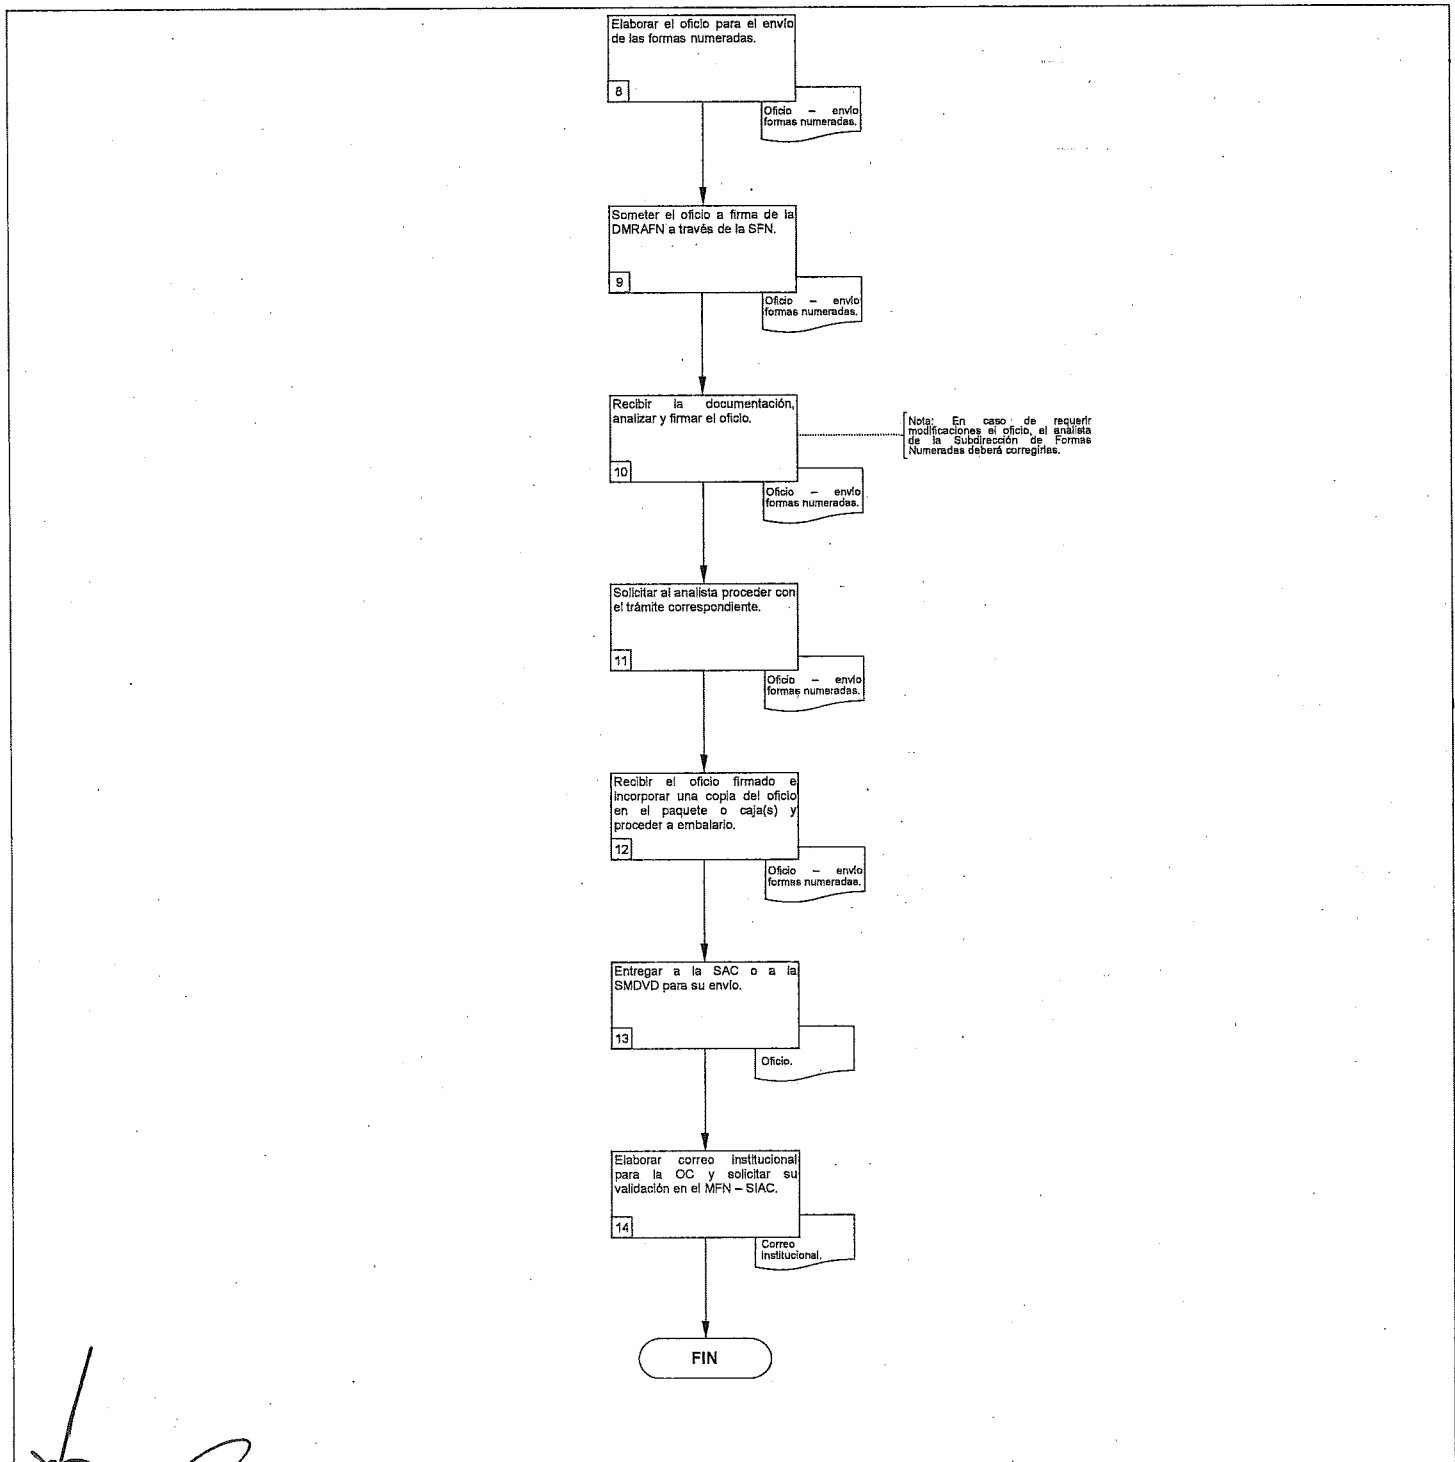 Elaborar el oficio para el envío
de las formas numeradas.
8
Oficio – envío
formas numeradas.
Someter el oficio a firma de la
DMRAFN a través de la SFN.
9
Oficio – envío
formas numeradas.
Recibir la documentación,
analizar y firmar el oficio.
10
Nota: En caso de requerir
modificaciones el oficio, el analista
de la Subdirección de Formas
Numeradas deberá corregirlas.
Oficio – envío
formas numeradas.
Solicitar al analista proceder con
el trámite correspondiente.
11
Oficio – envío
formas numeradas.
Recibir el oficio firmado e
incorporar una copia del oficio
en el paquete o caja(s) y
proceder a embalarlo.
12
Oficio – envío
formas numeradas.
Entregar a la SAC o a la
SMDVD para su envío.
13
Oficio.
Elaborar correo institucional
para la OC y solicitar su
validación en el MFN – SIAC.
14
Correo
institucional.
FIN